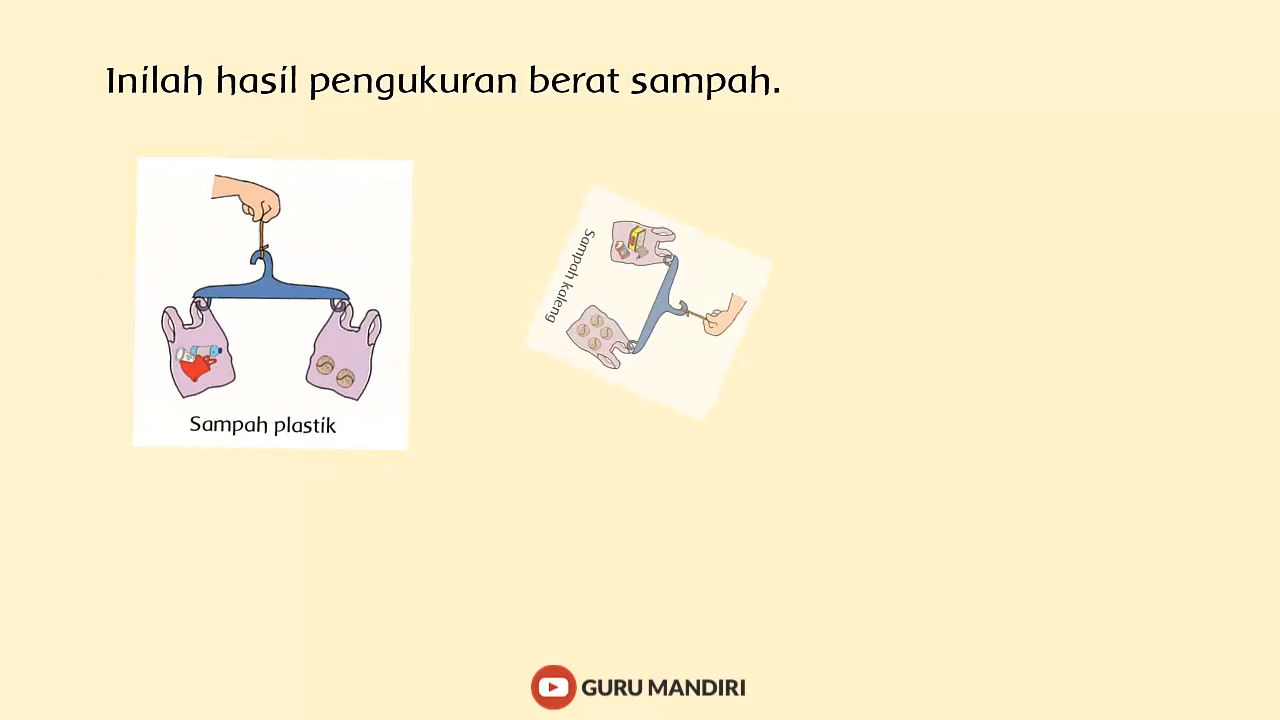 Inilah hasil pengukuran berat sampah.
Sampah plastik
Sampah kaleng
GURU MANDIRI